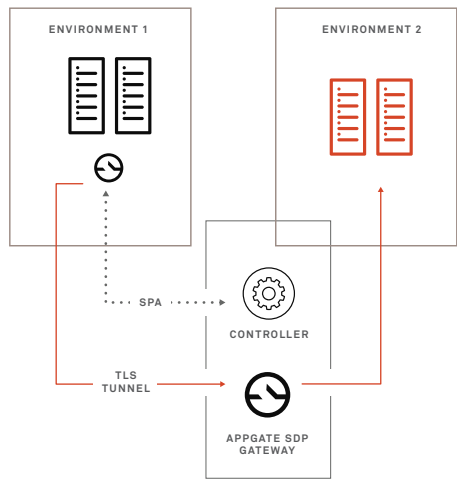 ENVIRONMENT 1
ENVIRONMENT 2
SPA
CONTROLLER
TLS
TUNNEL
APPGATE SDP
GATEWAY